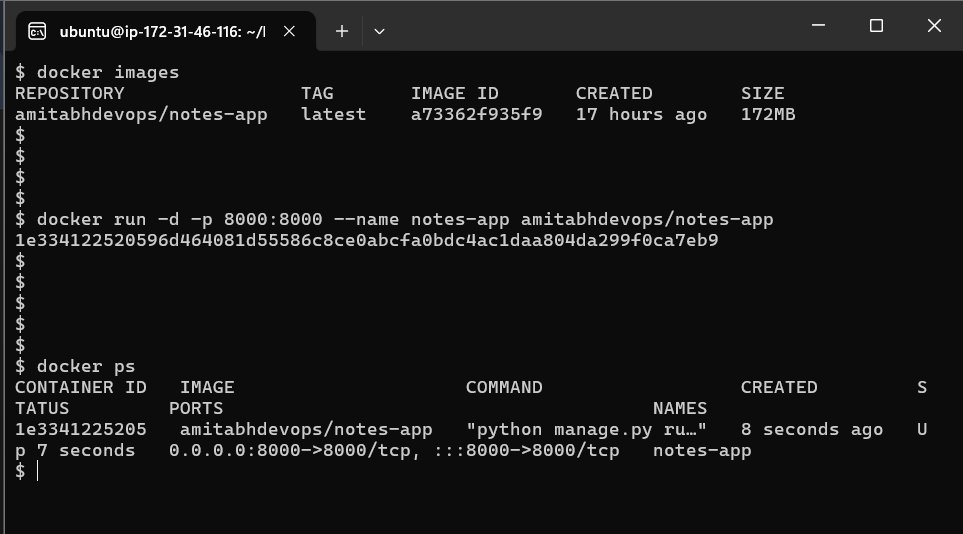 ubuntu@ip-172-31-46-116: ~/
$ docker images
REPOSITORY                TAG       IMAGE ID       CREATED        SIZE
amitabhdevops/notes-app   latest    a73362f935f9   17 hours ago   172MB
$
$
$
$
$ docker run -d -p 8000:8000 --name notes-app amitabhdevops/notes-app
1e334122520596d464081d55586c8ce0abcfa0bdc4ac1daa804da299f0ca7eb9
$
$
$
$
$
$ docker ps
CONTAINER ID   IMAGE                     COMMAND                  CREATED         S
TATUS         PORTS                                       NAMES
1e3341225205   amitabhdevops/notes-app   "python manage.py ru…"   8 seconds ago   U
p 7 seconds   0.0.0.0:8000->8000/tcp, :::8000->8000/tcp   notes-app
$